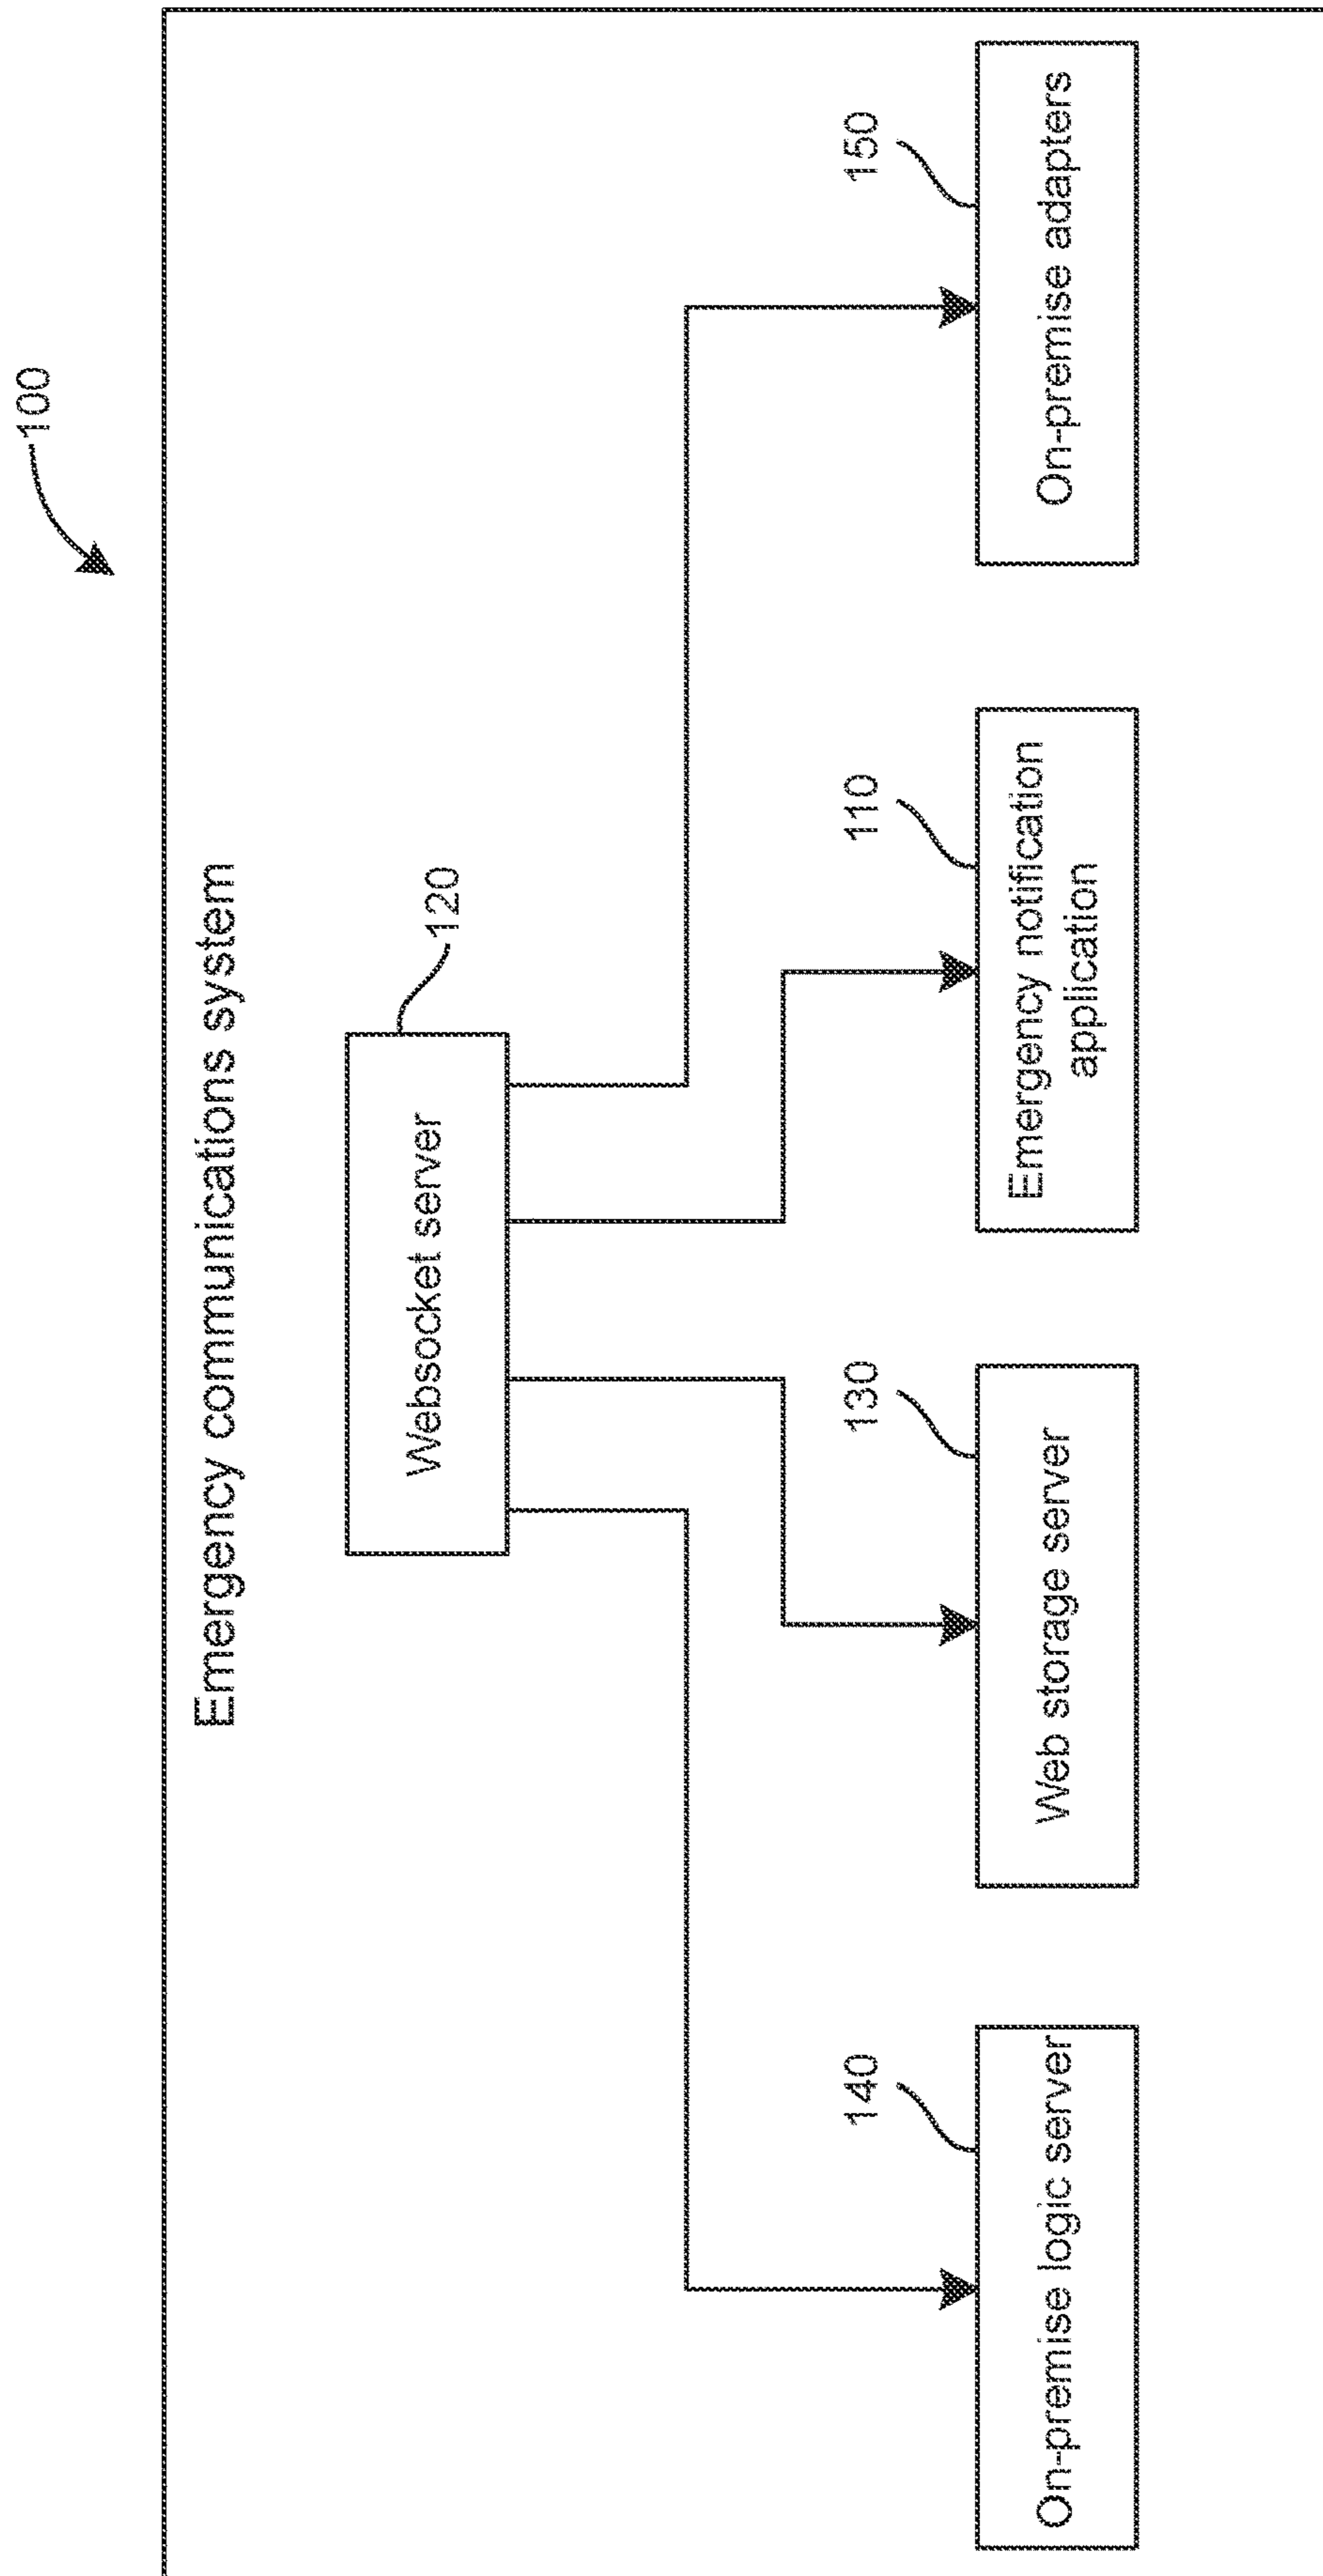 100
Emergency communications system
120
Websocket server
140
On-premise logic server
130
Web storage server
110
Emergency notification
application
150
On-premise adapters